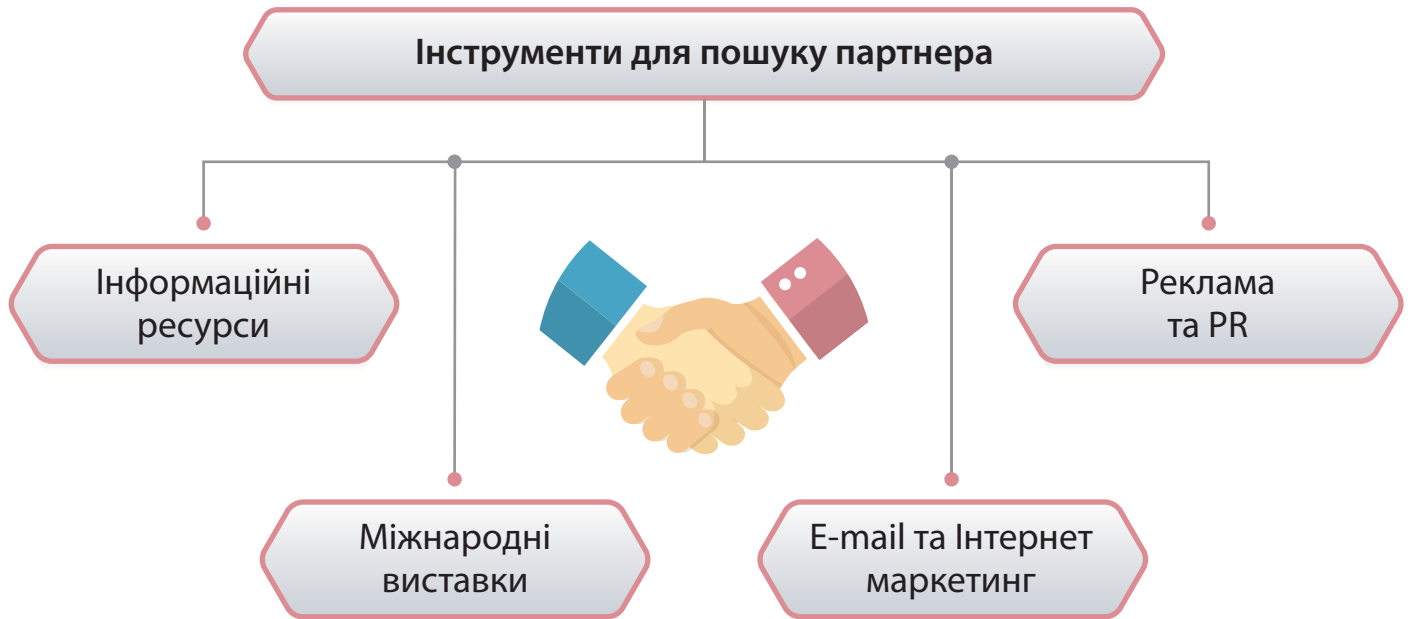 Інструменти для пошуку партнера
Інформаційні
ресурси
Реклама
та PR
Міжнародні
виставки
E-mail та Інтернет
маркетинг